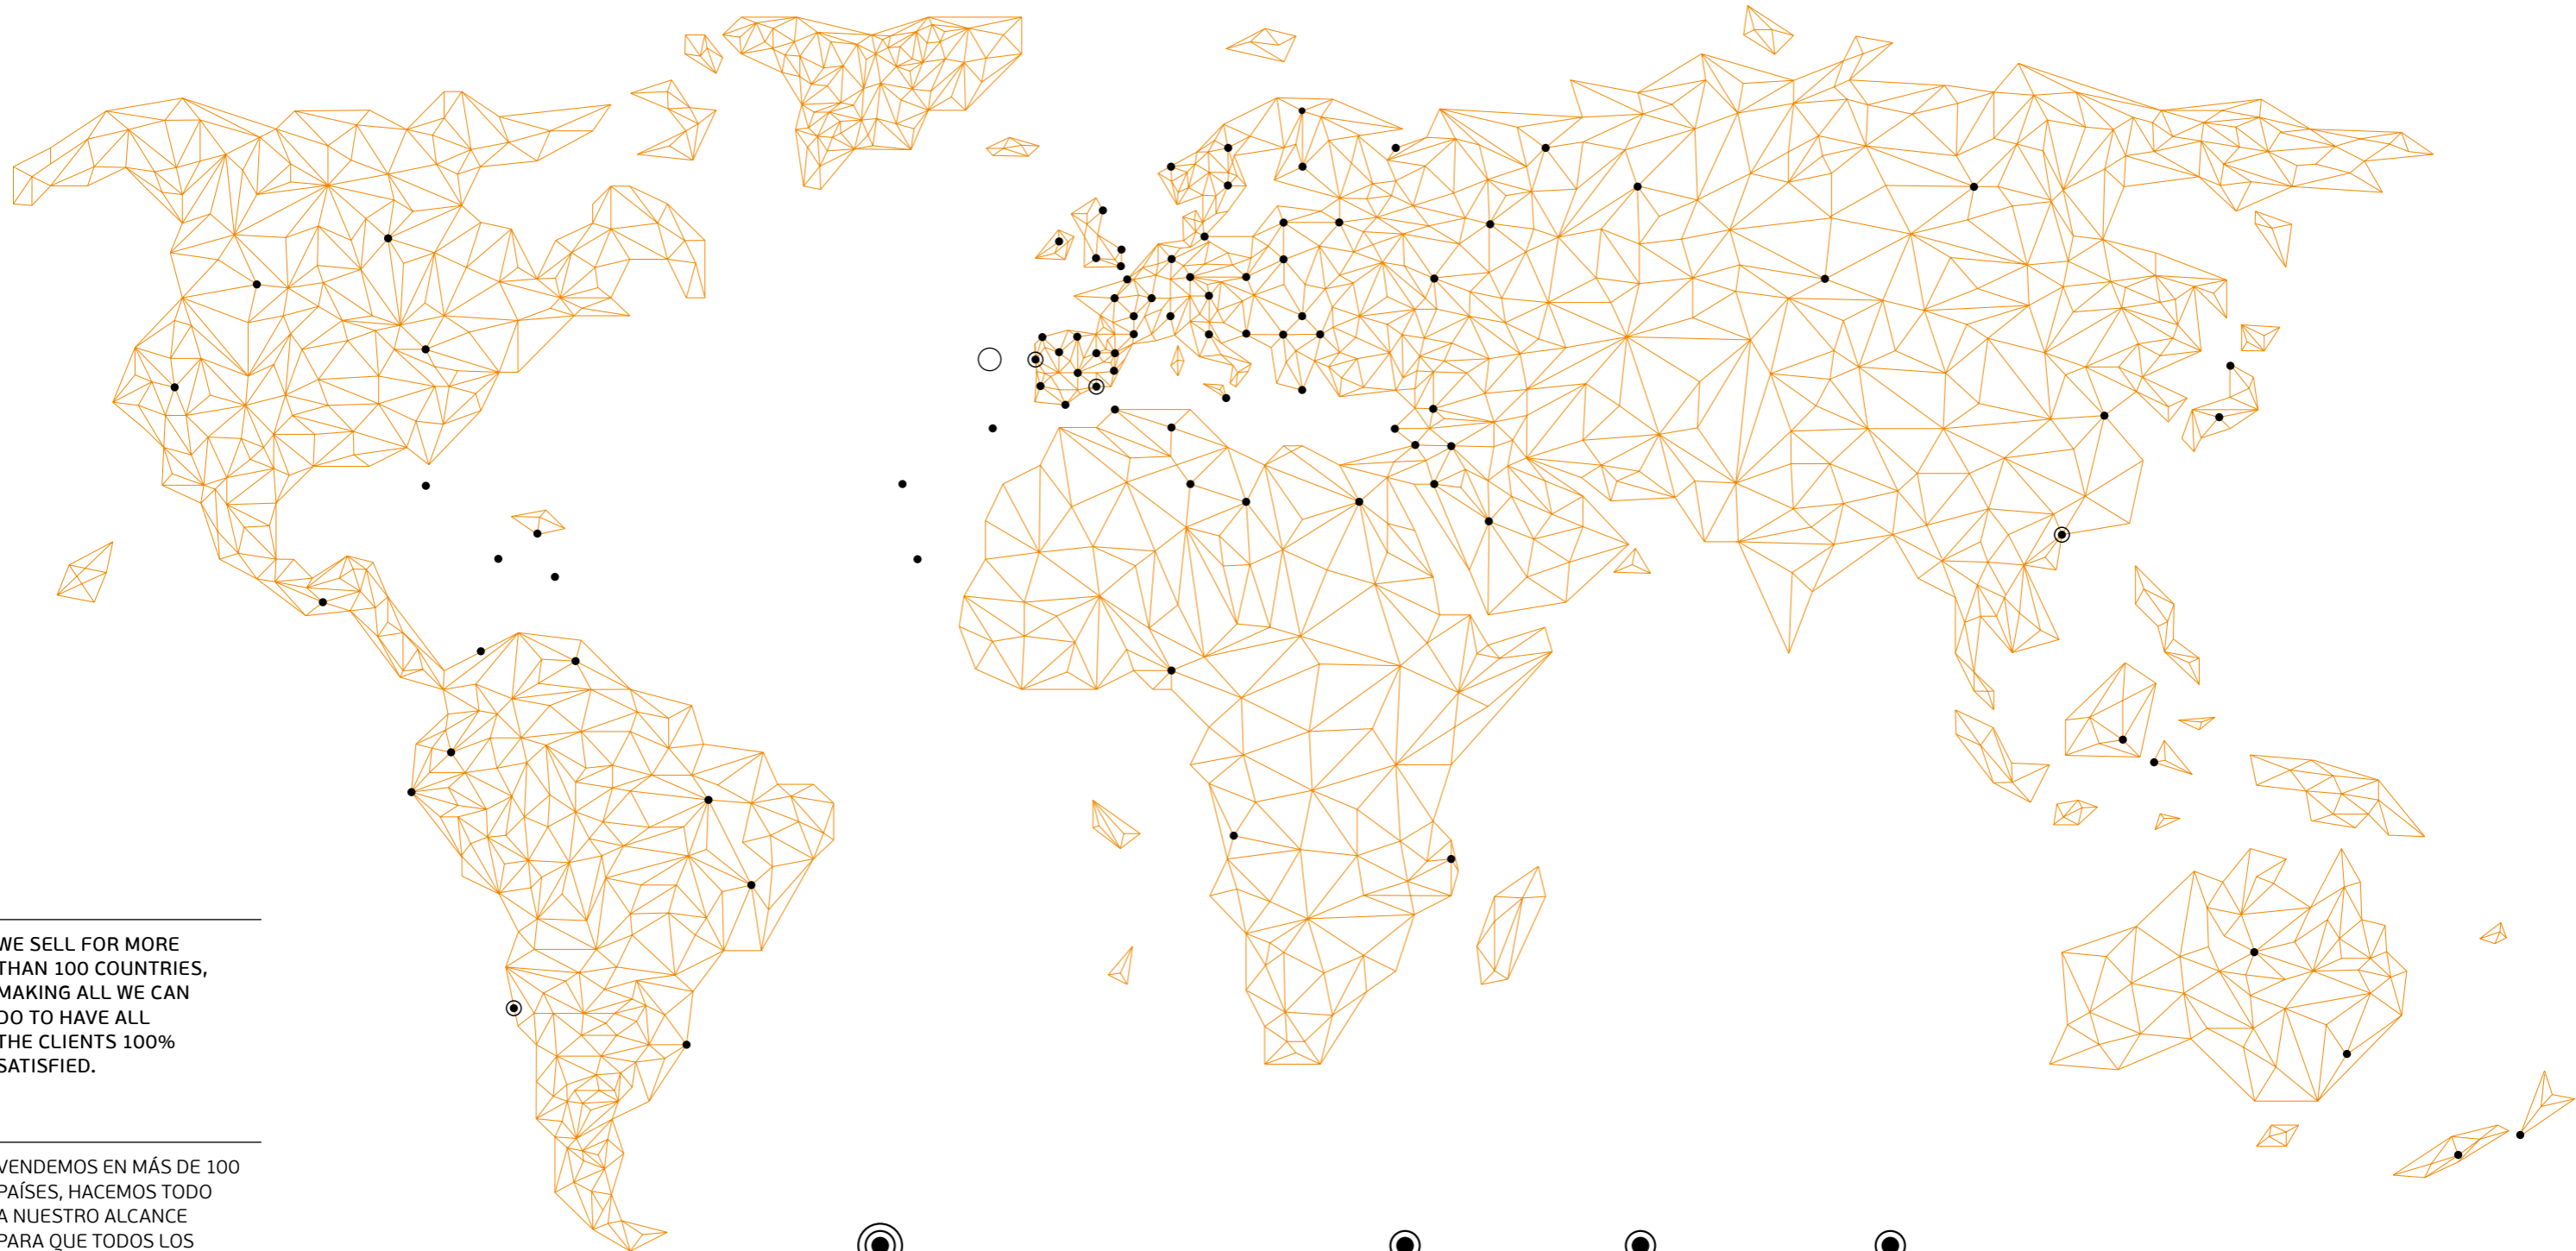 WE SELL FOR MORE
THAN 100 COUNTRIES,
MAKING ALL WE CAN
DO TO HAVE ALL
THE CLIENTS 100%
SATISFIED.
VENDEMOS EN MÁS DE 100
PAÍSES, HACEMOS TODO
A NUESTRO ALCANCE
PARA QUE TODOS LOS